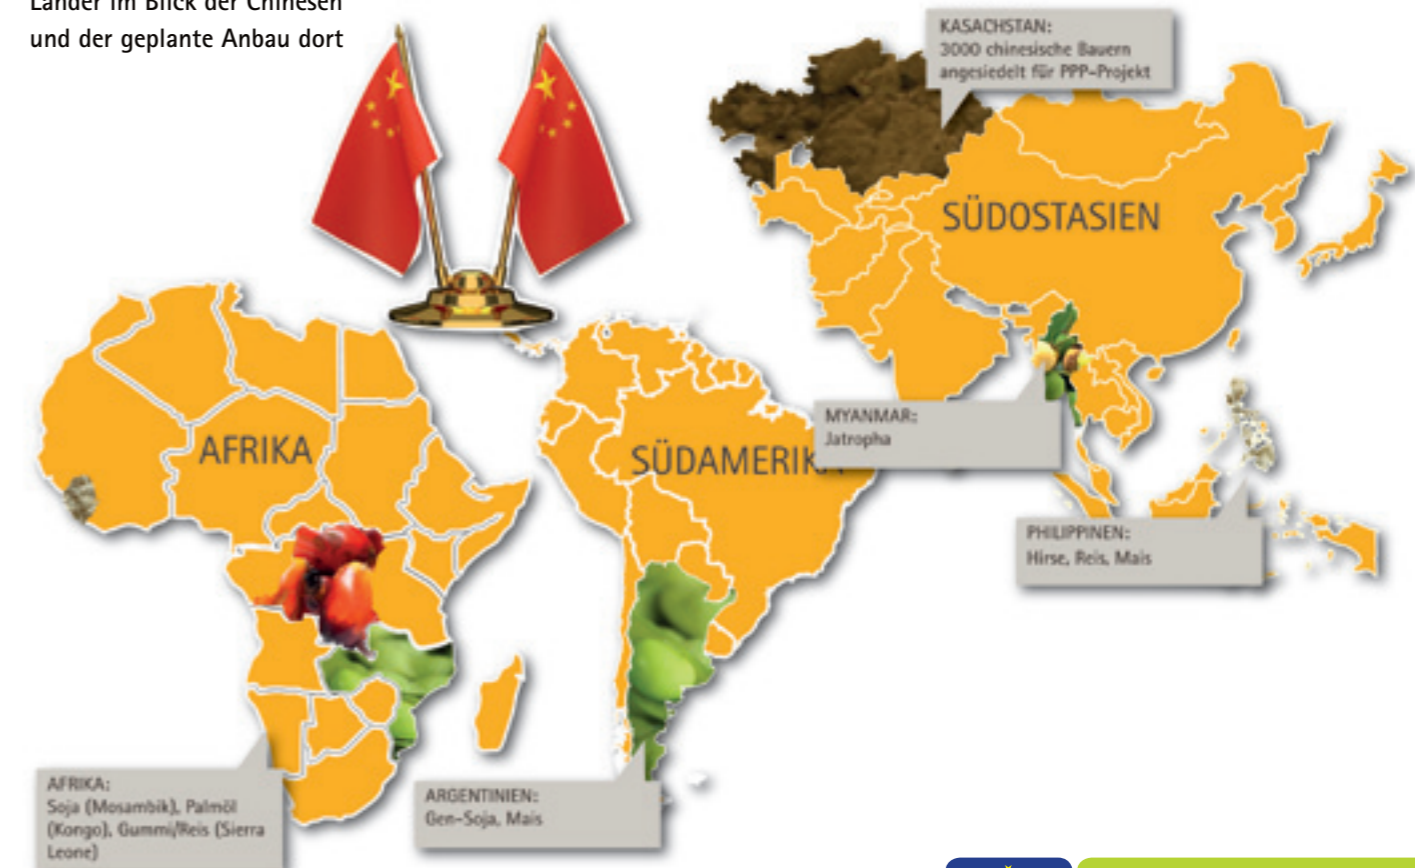 Länder im Blick der Chinesen
und der geplante Anbau dort
KASACHSTAN:
3000 chinesische Bauern
angesiedelt für PPP-Projekt
SÜDOSTASIEN
AFRIKA
SÜDAMERIKA
MYANMAR:
Jatropha
PHILIPPINEN:
Hirse, Reis, Mais
AFRIKA:
Soja (Mosambik), Palmöl
(Kongo), Gummi/Reis (Sierra
Leone)
ARGENTINIEN:
Gen-Soja, Mais